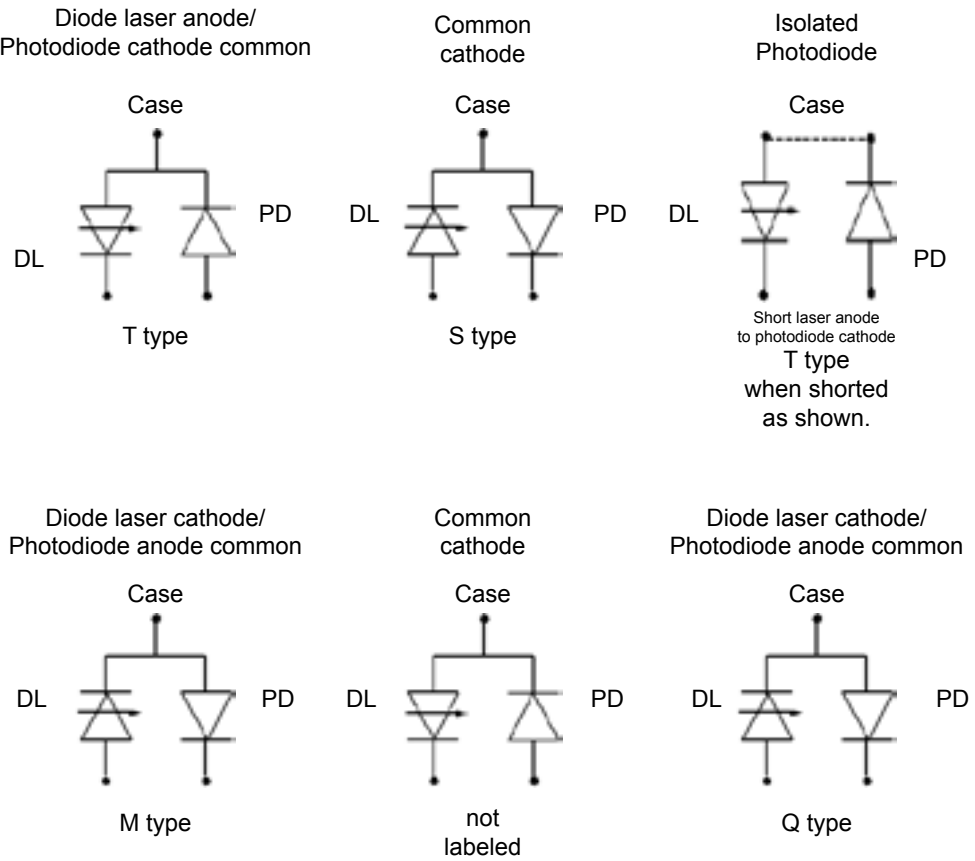 Diode laser anode/
Photodiode cathode common
Case
DL
PD
T type
Common
cathode
Case
DL
PD
S type
Isolated
Photodiode
Case
DL
PD
Short laser anode
to photodiode cathode
T type
when shorted
as shown.
Diode laser cathode/
Photodiode anode common
Case
DL
PD
M type
Common
cathode
Case
DL
PD
not
labeled
Diode laser cathode/
Photodiode anode common
Case
DL
PD
Q type